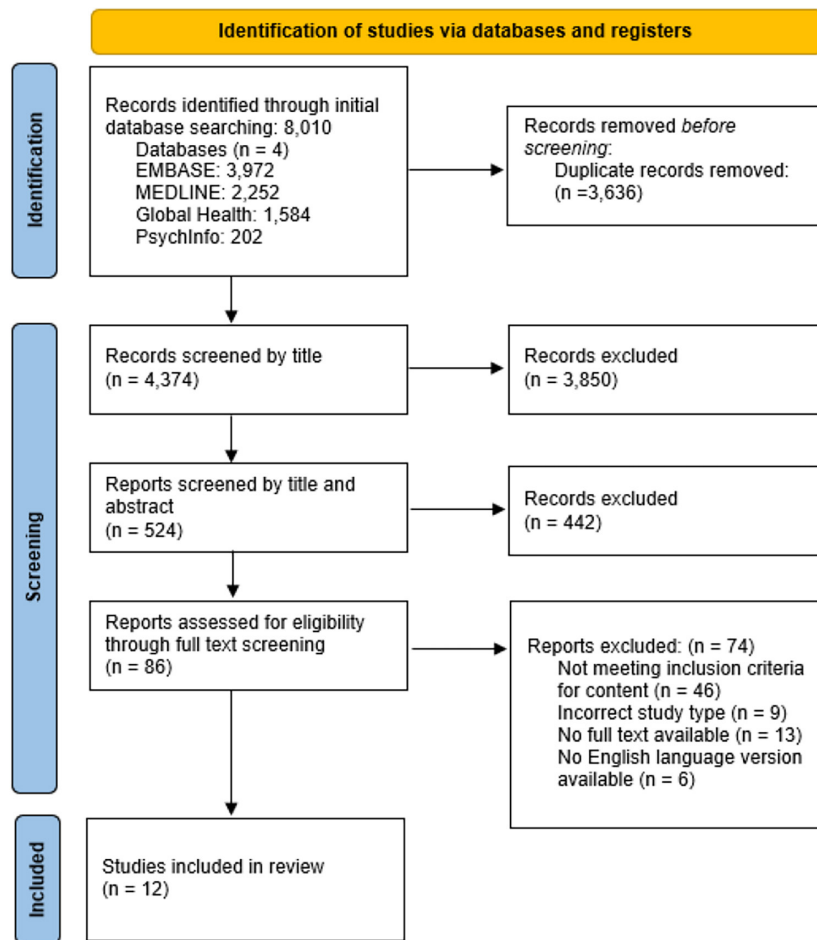 Identification of studies via databases and registers
Identification
Records identified through initial
database searching: 8,010
Databases (n = 4)
EMBASE: 3,972
MEDLINE: 2,252
Global Health: 1,584
PsychInfo: 202
Records removed before
screening:
Duplicate records removed:
(n =3,636)
Screening
Records screened by title
(n = 4,374)
Records excluded
(n = 3,850)
Reports screened by title and
abstract
(n = 524)
Records excluded
(n = 442)
Reports assessed for eligibility
through full text screening
(n = 86)
Reports excluded: (n = 74)
Not meeting inclusion criteria
for content (n = 46)
Incorrect study type (n = 9)
No full text available (n = 13)
No English language version
available (n = 6)
Included
Studies included in review
(n = 12)